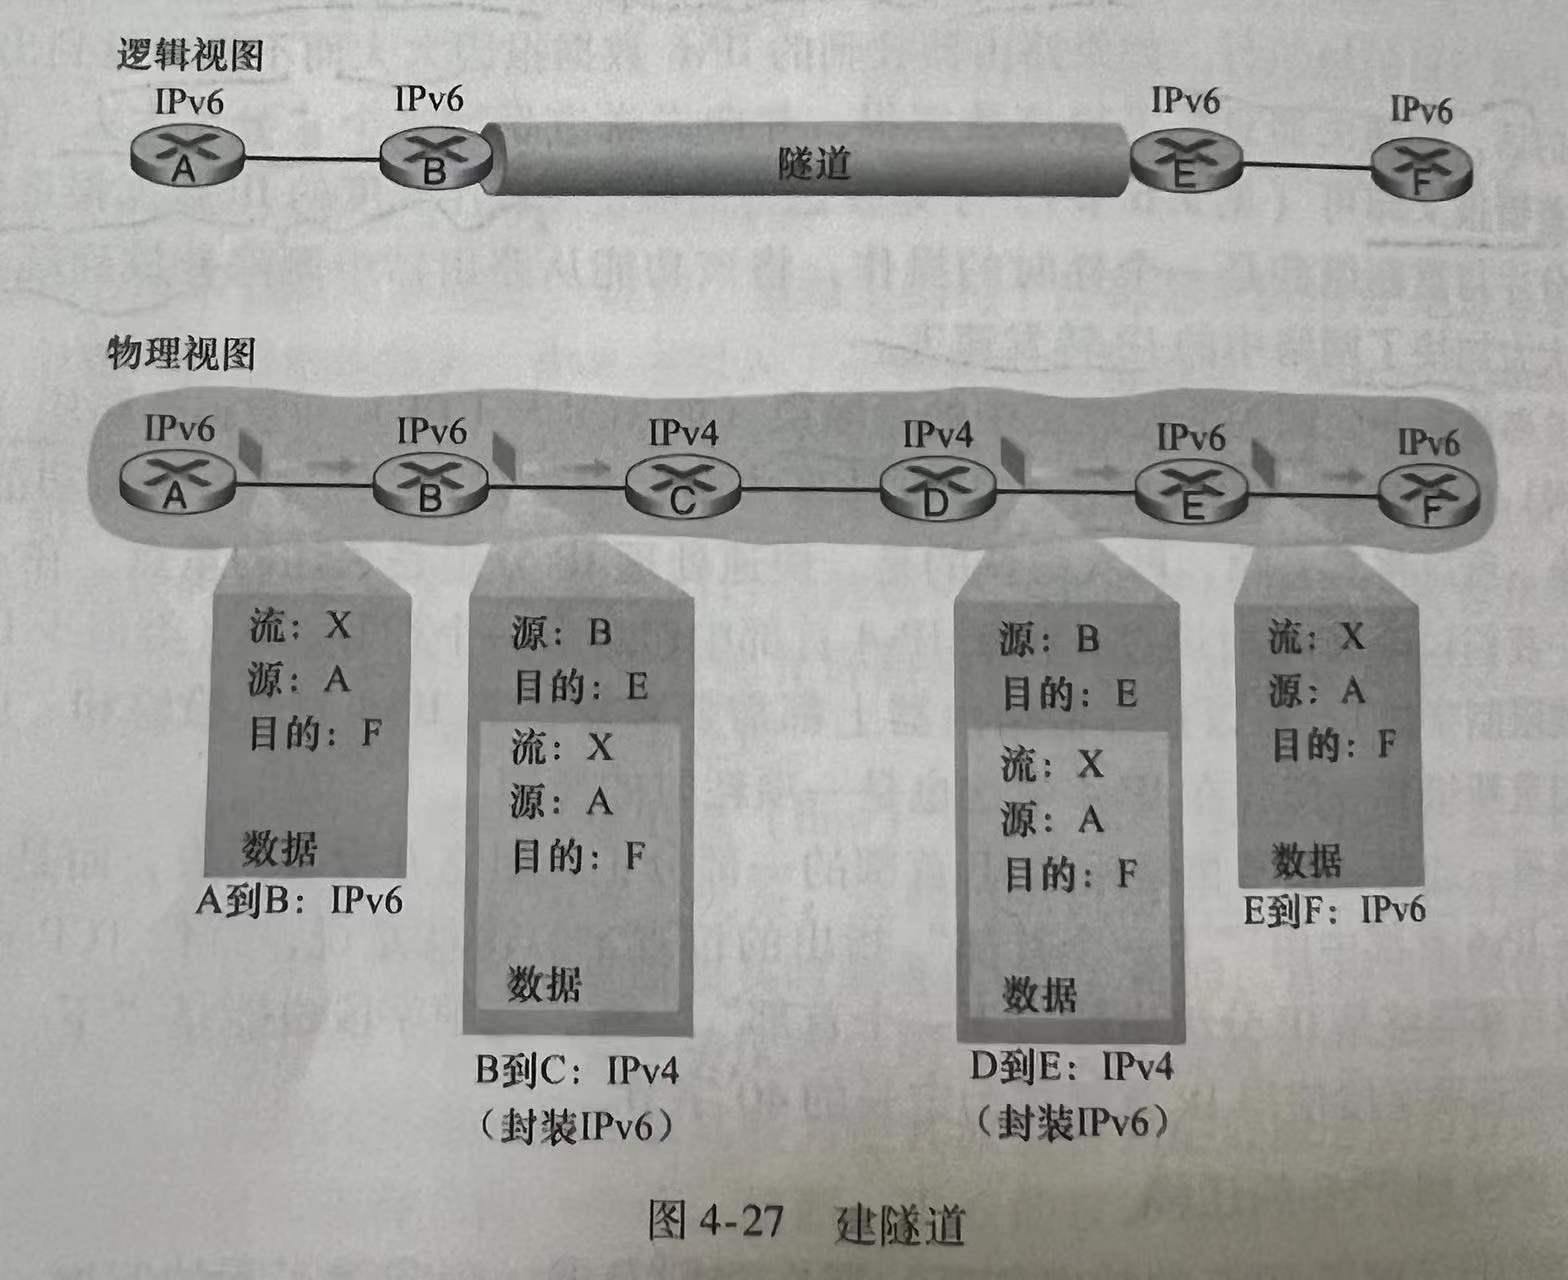 逻辑视图
IPv6 IPv6 IPv6 IPv6
A B 隧道 E F
物理视图
IPv6 IPv6 IPv4 IPv4 IPv6 IPv6
A B C D E F
流：X
源：A
目的：F
数据
A到B：IPv6
源：B
目的：E
流：X
源：A
目的：F
数据
B到C：IPv4
（封装IPv6）
源：B
目的：E
流：X
源：A
目的：F
数据
D到E：IPv4
（封装IPv6）
流：X
源：A
目的：F
数据
E到F：IPv6
图 4-27 建隧道